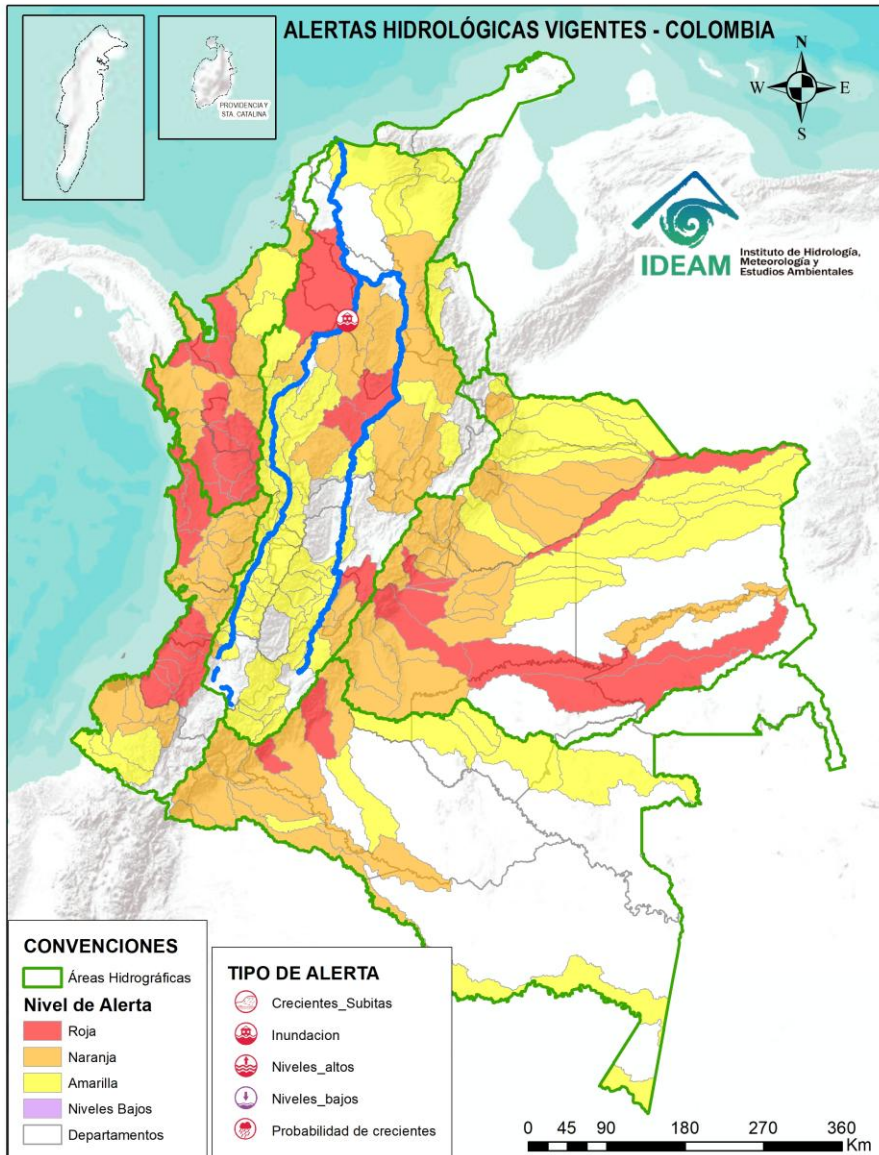 ALERTAS HIDROLÓGICAS VIGENTES - COLOMBIA
PROVIDENCIA Y
STA. CATALINA
N
W
E
S
IDEAM
Instituto de Hidrología,
Meteorología y
Estudios Ambientales
CONVENCIONES
Áreas Hidrográficas
Nivel de Alerta
Roja
Naranja
Amarilla
Niveles Bajos
Departamentos
TIPO DE ALERTA
Crecientes_Subitas
Inundacion
Niveles_altos
Niveles_bajos
Probabilidad de crecientes
0 45 90 180 270 360
Km